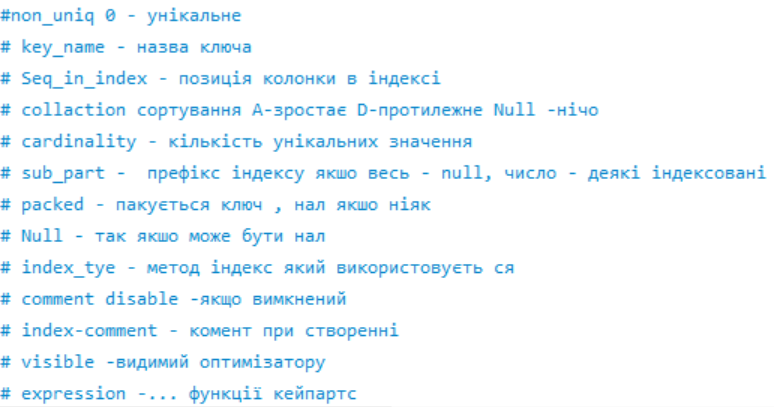 #non_uniq 0 - унікальне
# key_name - назва ключа
# Seq_in_index - позиція колонки в індексі
# collaction сортування A-зростає D-протилежне Null -нічо
# cardinality - кількість унікальних значення
# sub_part -  префікс індексу якшо весь - null, число - деякі індексовані
# packed - пакується ключ , нал якшо ніяк
# Null - так якшо може бути нал
# index_tye - метод індекс який використовуєть ся
# comment disable -якщо вимкнений
# index-comment - комент при створенні
# visible -видимий оптимізатору
# expression -... функції кейпартс